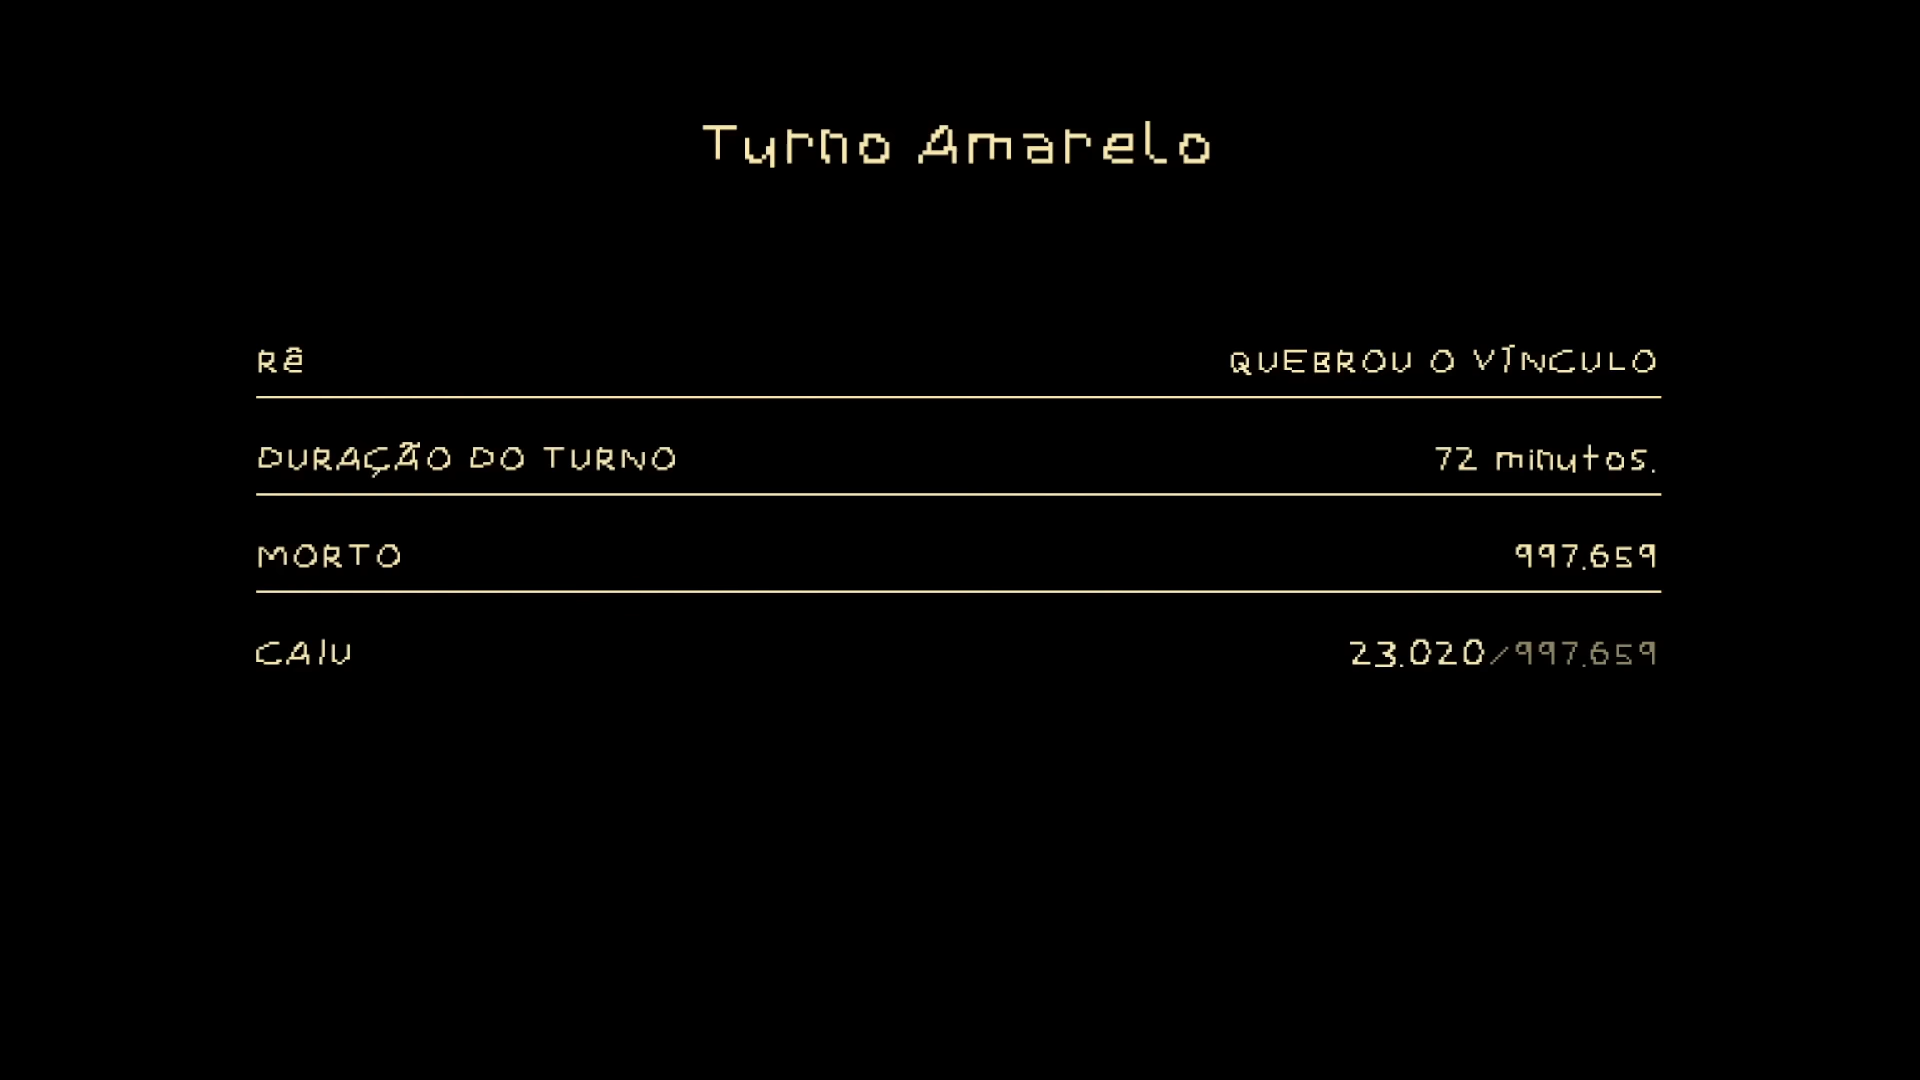 Turno Amarelo
Rê QUEBROU O VÍNCULO
DURAÇÃO DO TURNO 72 minutos.
MORTO 997.659
CAIU 23.020/997.659